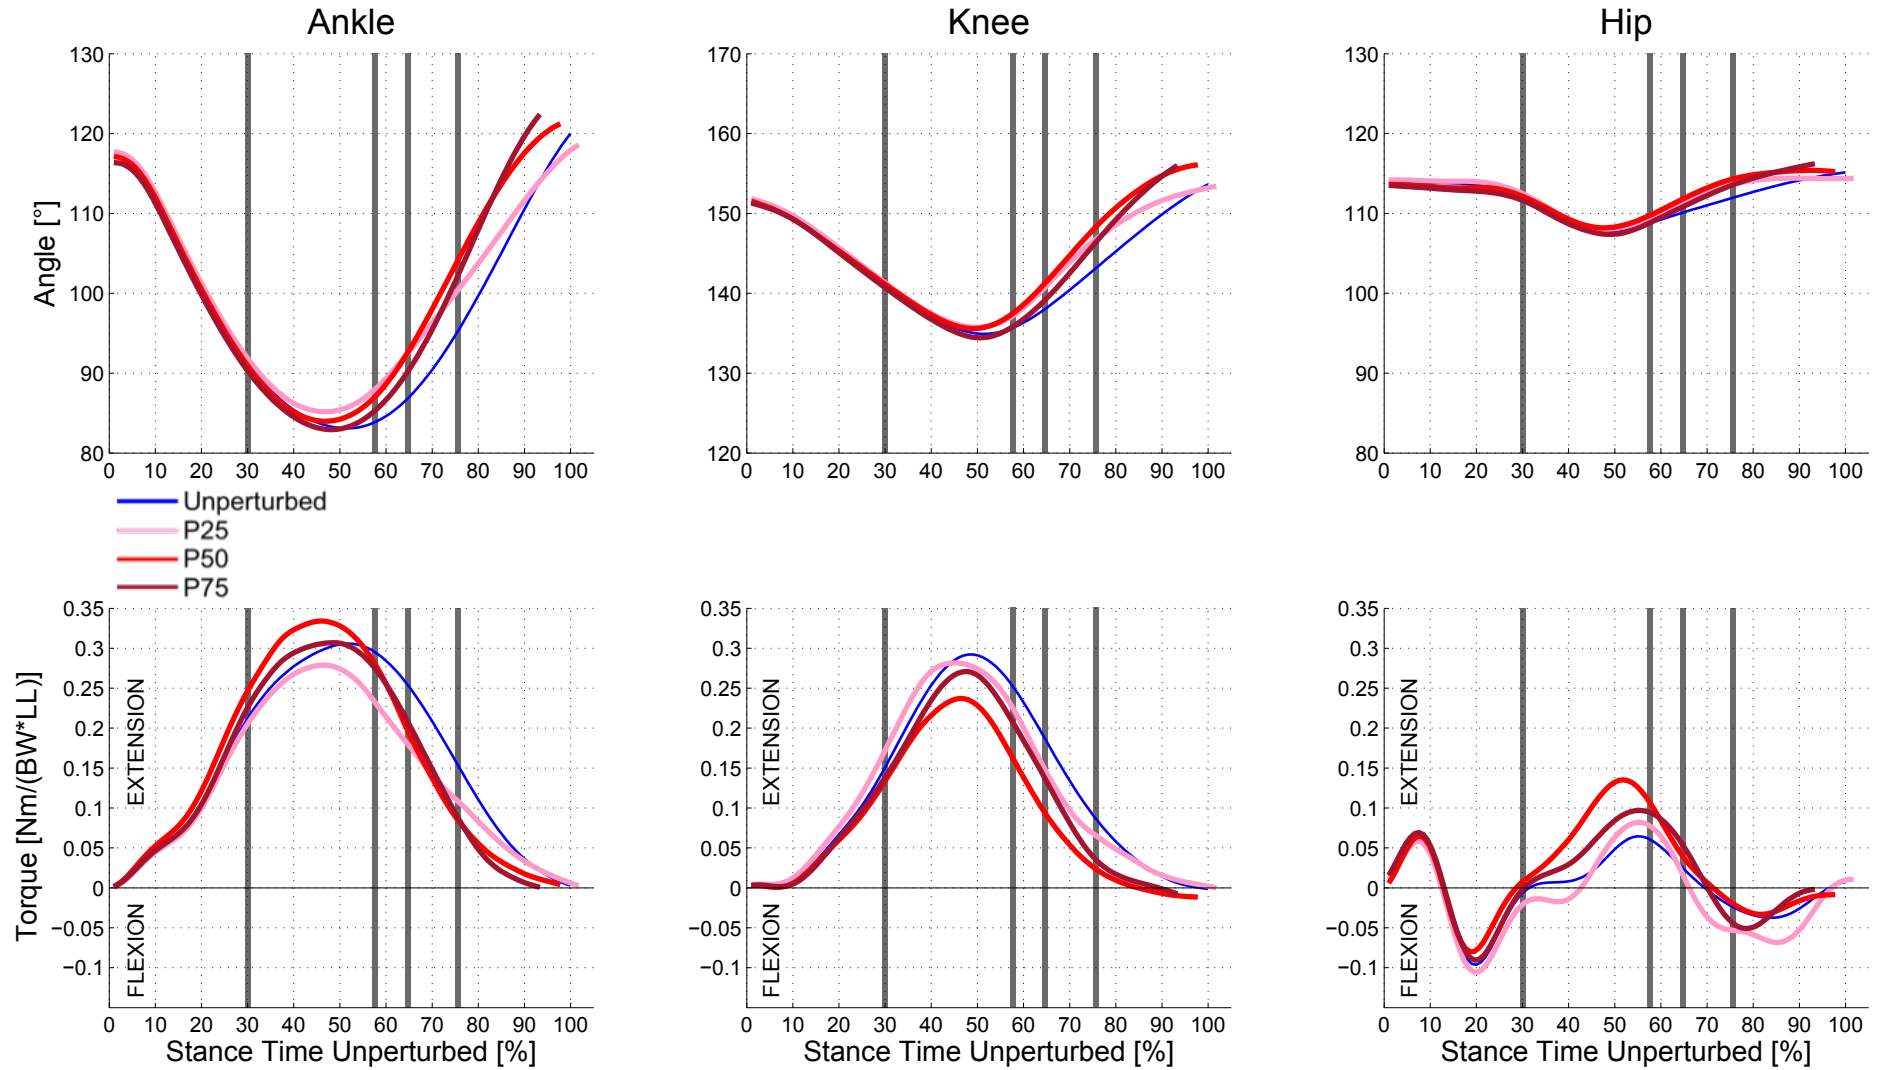 Ankle Knee Hip
130 170 130
120 160 120
110 150 110
100 140 100
90 130 90
80 120 80
Angle [°]
0 10 20 30 40 50 60 70 80 90 100
0 10 20 30 40 50 60 70 80 90 100
0 10 20 30 40 50 60 70 80 90 100
Unperturbed
P25
P50
P75
0.35 0.35 0.35
0.3 0.3 0.3
0.25 0.25 0.25
0.2 0.2 0.2
0.15 0.15 0.15
0.1 0.1 0.1
0.05 0.05 0.05
0 0 0
−0.05 −0.05 −0.05
−0.1 −0.1 −0.1
Torque [Nm/(BW*LL)]
EXTENSION EXTENSION EXTENSION
FLEXION FLEXION FLEXION
0 10 20 30 40 50 60 70 80 90 100
0 10 20 30 40 50 60 70 80 90 100
0 10 20 30 40 50 60 70 80 90 100
Stance Time Unperturbed [%] Stance Time Unperturbed [%] Stance Time Unperturbed [%]